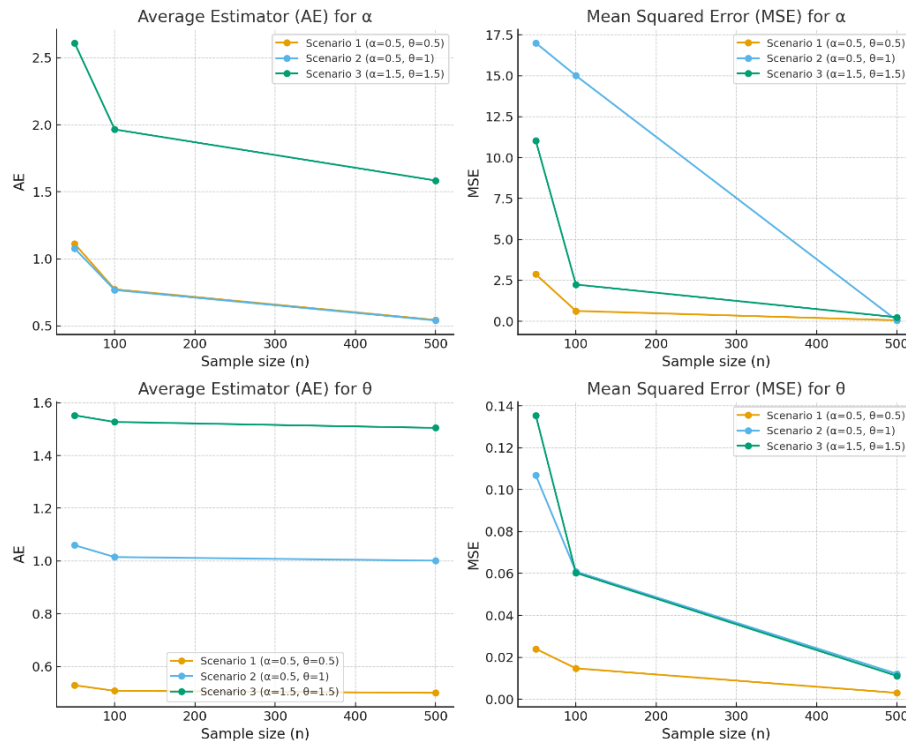 Average Estimator (AE) for α
2.5
2.0
1.5
1.0
0.5
AE
100
200
300
400
500
Sample size (n)
Scenario 1 (α=0.5, θ=0.5)
Scenario 2 (α=0.5, θ=1)
Scenario 3 (α=1.5, θ=1.5)
Mean Squared Error (MSE) for α
17.5
15.0
12.5
10.0
7.5
5.0
2.5
0.0
MSE
100
200
300
400
500
Sample size (n)
Scenario 1 (α=0.5, θ=0.5)
Scenario 2 (α=0.5, θ=1)
Scenario 3 (α=1.5, θ=1.5)
Average Estimator (AE) for θ
1.6
1.4
1.2
1.0
0.8
0.6
AE
100
200
300
400
500
Sample size (n)
Scenario 1 (α=0.5, θ=0.5)
Scenario 2 (α=0.5, θ=1)
Scenario 3 (α=1.5, θ=1.5)
Mean Squared Error (MSE) for θ
0.14
0.12
0.10
0.08
0.06
0.04
0.02
0.00
MSE
100
200
300
400
500
Sample size (n)
Scenario 1 (α=0.5, θ=0.5)
Scenario 2 (α=0.5, θ=1)
Scenario 3 (α=1.5, θ=1.5)